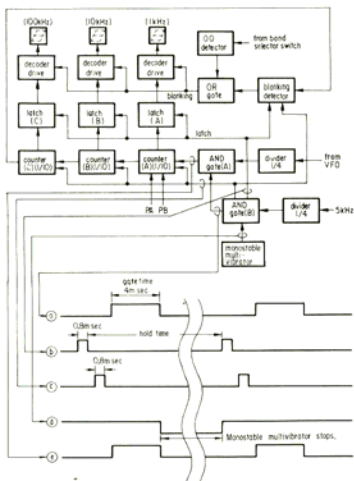 (100kHz) (10kHz) (1kHz)
decoder drive
decoder drive
decoder drive
OO detector
from band selector switch
OR gate
blanking
blanking detector
latch (C)
latch (B)
latch (A)
latch
counter (C)(1/10)
counter (B)(1/10)
counter (A)(1/10)
AND gate(A)
divider 1/4
from VFO
PA PB
AND gate(B)
divider 1/4
5kHz
monostable multi-vibrator
gate time
4m sec
a
0.8m sec
hold time
b
0.8m sec
c
d
Monostable multivibrator stops.
e